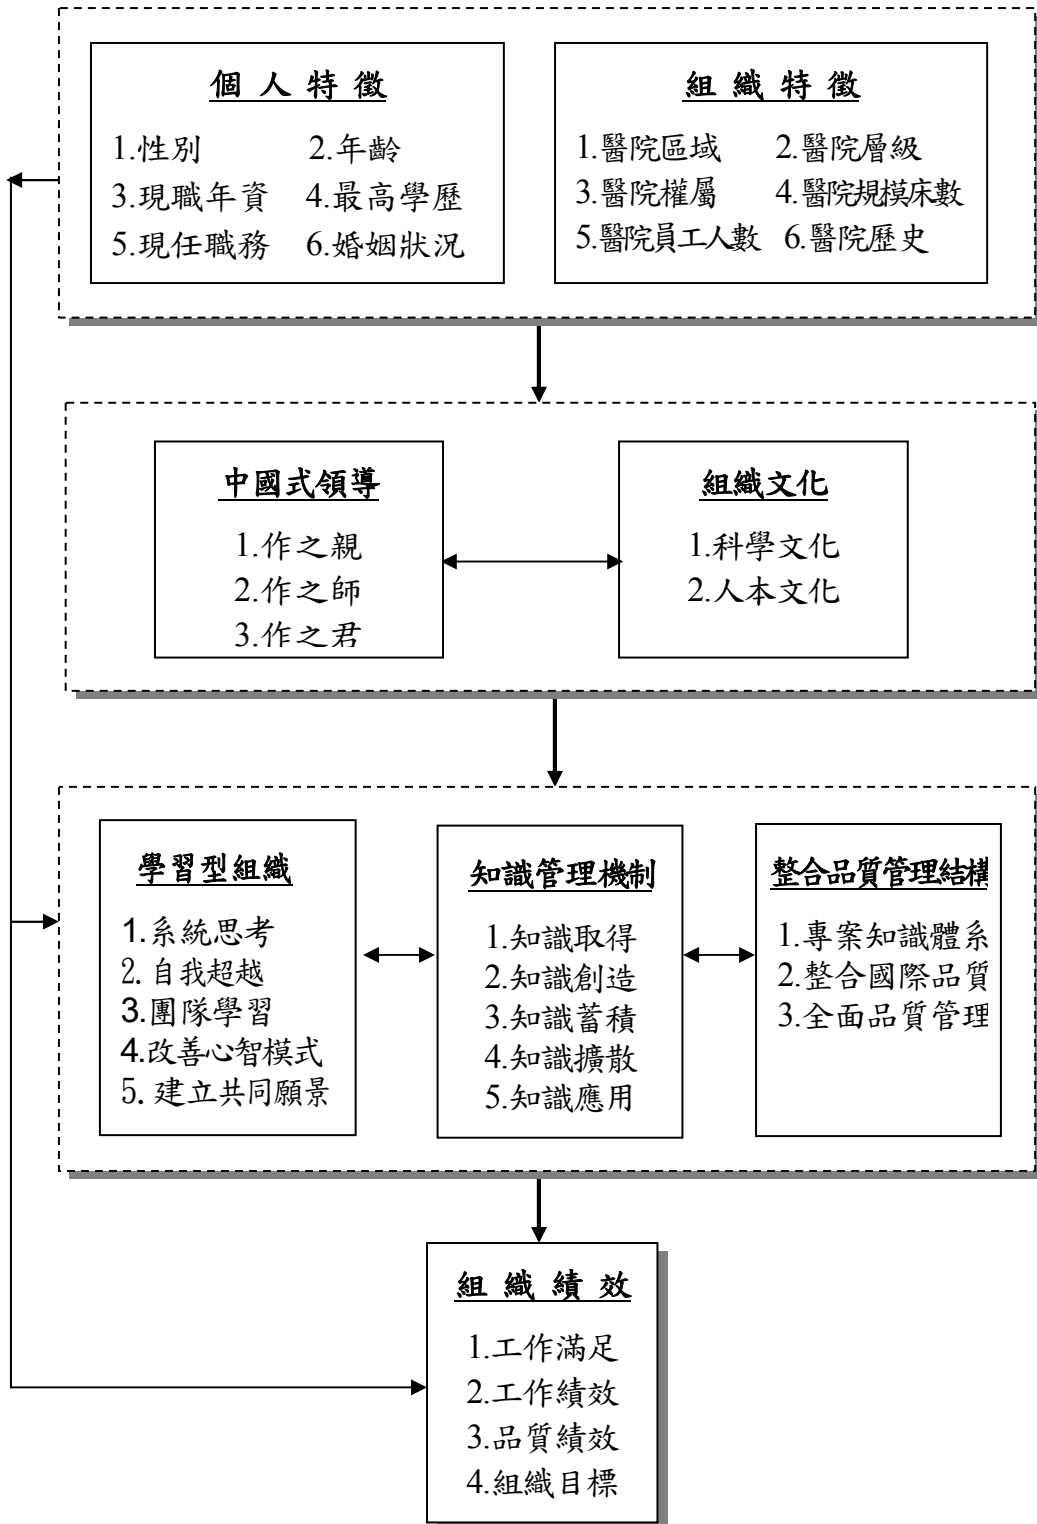 個 人 特 徵
1.性別 2.年齡
3.現職年資 4.最高學歷
5.現任職務 6.婚姻狀況
組 織 特 徵
1.醫院區域 2.醫院層級
3.醫院權屬 4.醫院規模床數
5.醫院員工人數 6.醫院歷史
中國式領導
1.作之親
2.作之師
3.作之君
組織文化
1.科學文化
2.人本文化
學習型組織
1.系統思考
2.自我超越
3.團隊學習
4.改善心智模式
5.建立共同願景
知識管理機制
1.知識取得
2.知識創造
3.知識蓄積
4.知識擴散
5.知識應用
整合品質管理結構
1.專案知識體系
2.整合國際品質
3.全面品質管理
組 織 績 效
1.工作滿足
2.工作績效
3.品質績效
4.組織目標